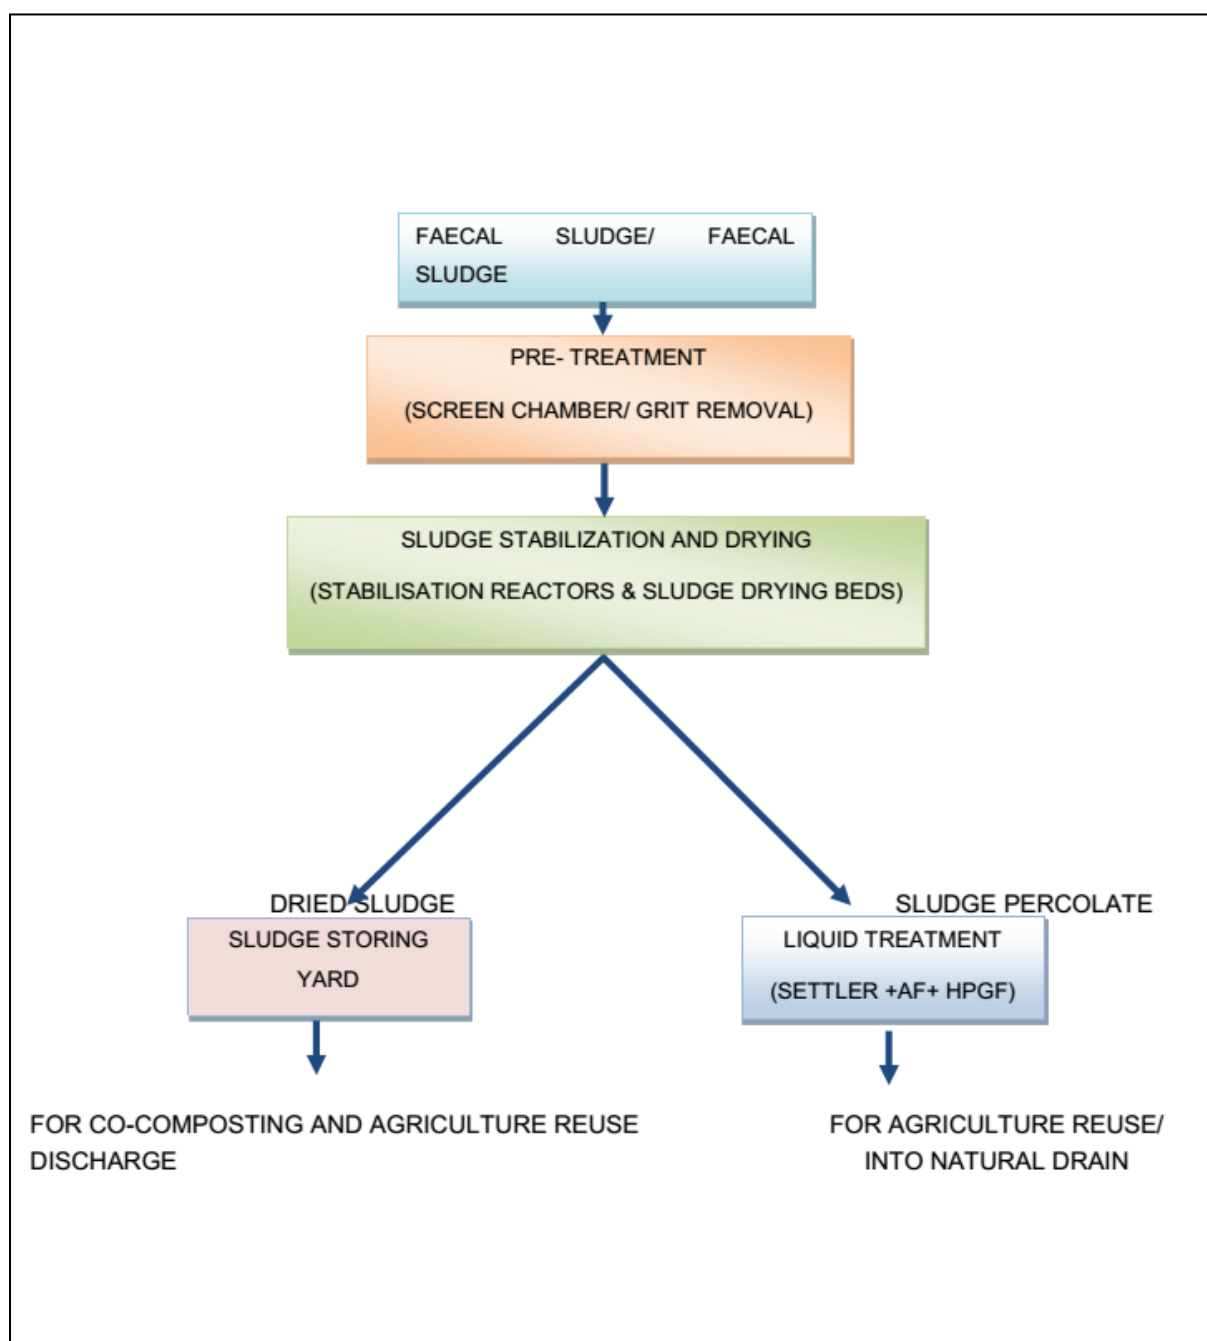 FAECAL SLUDGE/ FAECAL
SLUDGE
PRE- TREATMENT
(SCREEN CHAMBER/ GRIT REMOVAL)
SLUDGE STABILIZATION AND DRYING
(STABILISATION REACTORS & SLUDGE DRYING BEDS)
DRIED SLUDGE
SLUDGE STORING
YARD
SLUDGE PERCOLATE
LIQUID TREATMENT
(SETTLER +AF+ HPGF)
FOR CO-COMPOSTING AND AGRICULTURE REUSE
DISCHARGE
FOR AGRICULTURE REUSE/
INTO NATURAL DRAIN